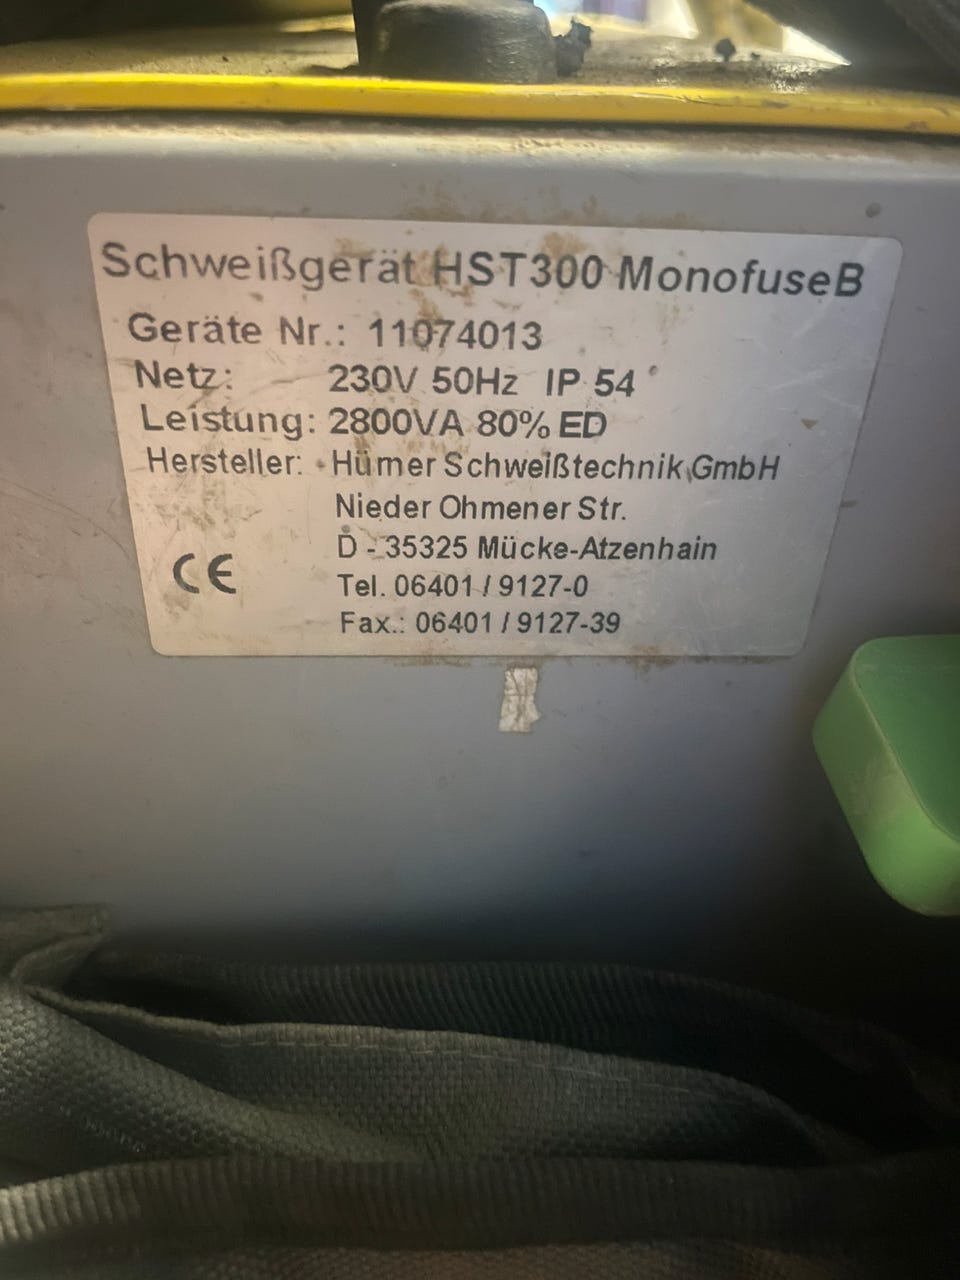 Schweißgerät HST300 MonofuseB
Geräte Nr.: 11074013
Netz: 230V 50Hz IP 54
Leistung: 2800VA 80% ED
Hersteller: Hümer Schweißtechnik GmbH
Nieder Ohmener Str.
D - 35325 Mücke-Atzenhain
CE
Tel. 06401 / 9127-0
Fax.: 06401 / 9127-39